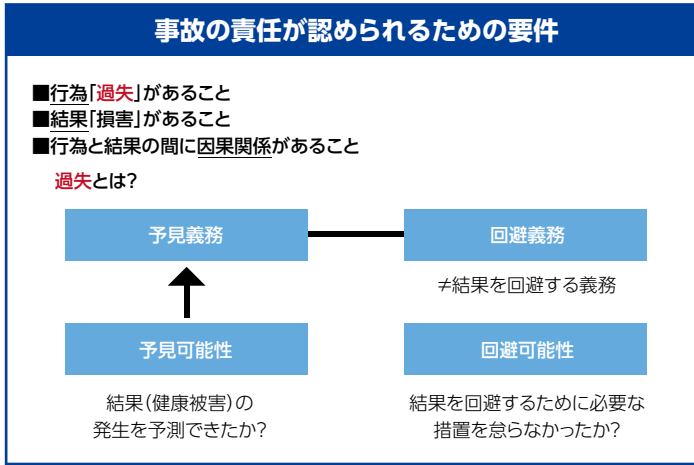 事故の責任が認められるための要件
■行為「過失」があること
■結果「損害」があること
■行為と結果の間に因果関係があること
過失とは?
予見義務
回避義務
≠結果を回避する義務
予見可能性
回避可能性
結果(健康被害)の
発生を予測できたか?
結果を回避するために必要な
措置を怠らなかったか?